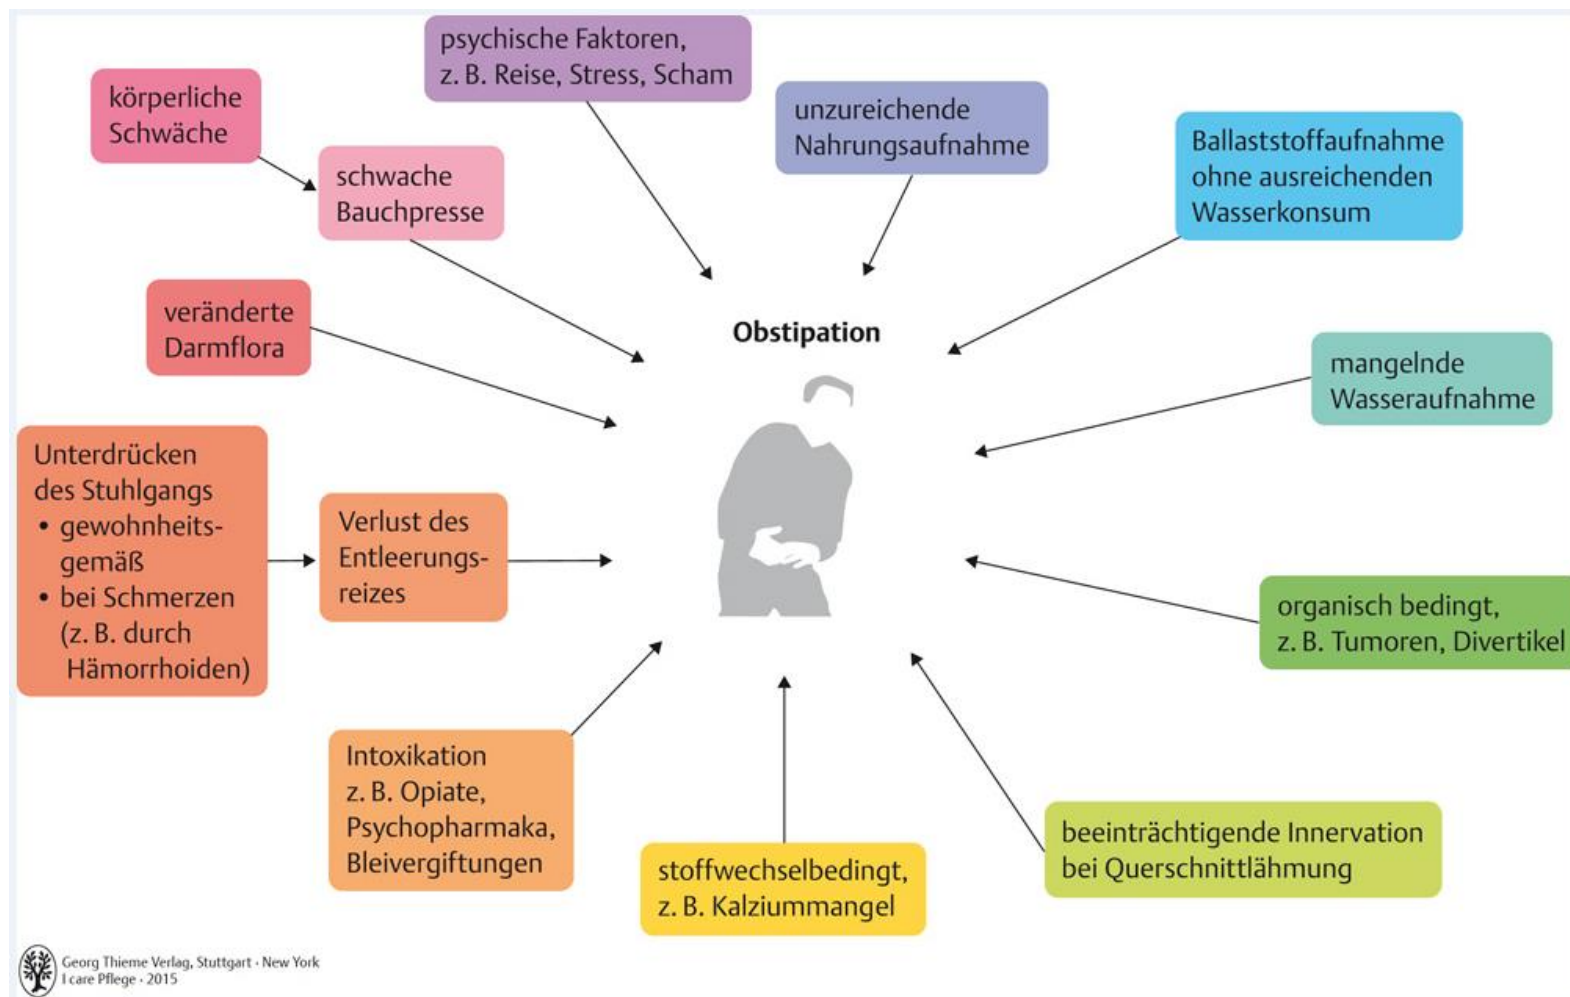 psychische Faktoren,
z. B. Reise, Stress, Scham
körperliche
Schwäche
schwache
Bauchpresse
unzureichende
Nahrungsaufnahme
Ballaststoffaufnahme
ohne ausreichenden
Wasserkonsum
veränderte
Darmflora
Obstipation
mangelnde
Wasseraufnahme
Unterdrücken
des Stuhlgangs
• gewohnheits-
gemäß
• bei Schmerzen
(z. B. durch
Hämorrhoiden)
Verlust des
Entleerungs-
reizes
organisch bedingt,
z. B. Tumoren, Divertikel
Intoxikation
z. B. Opiate,
Psychopharmaka,
Bleivergiftungen
stoffwechselbedingt,
z. B. Kalziummangel
beeinträchtigende Innervation
bei Querschnittlähmung
Georg Thieme Verlag, Stuttgart · New York
I care Pflege · 2015